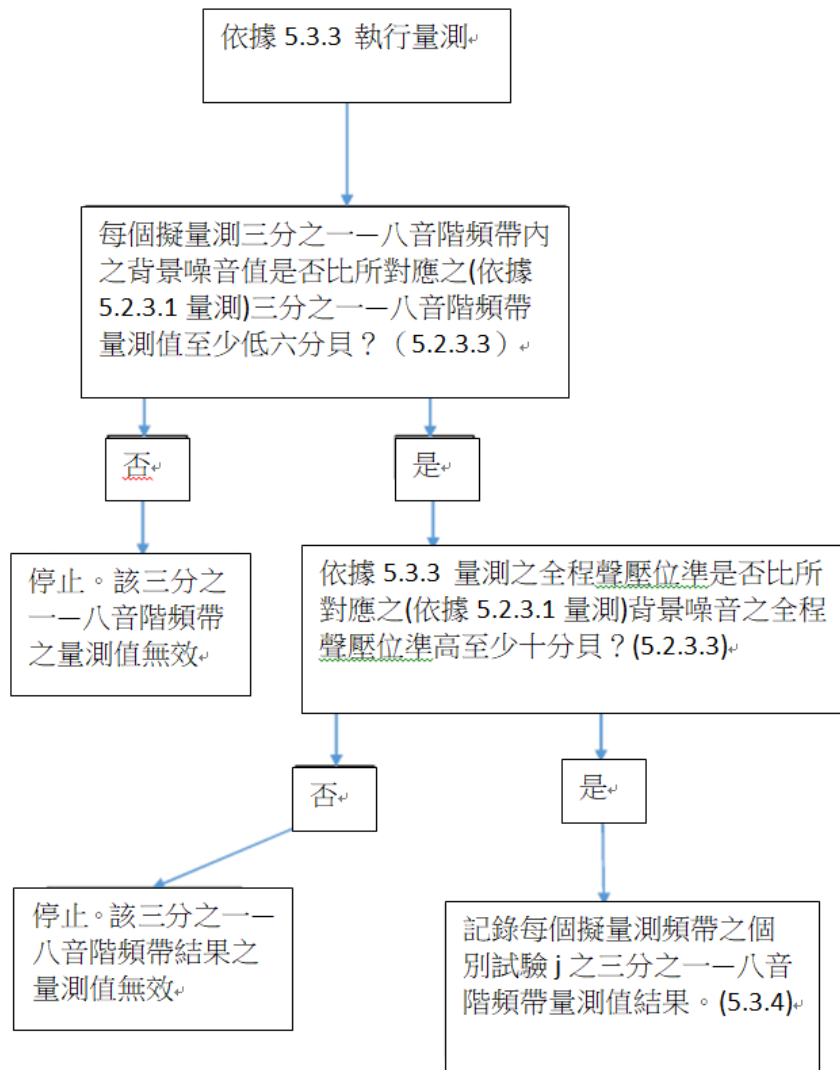 依據 5.3.3 執行量測
每個擬量測三分之一—八音階頻帶內
之背景噪音值是否比所對應之(依據
5.2.3.1 量測)三分之一—八音階頻帶
量測值至少低六分貝？（5.2.3.3）
否
是
停止。該三分之
一—八音階頻帶
之量測值無效
依據 5.3.3 量測之全程聲壓位準是否比所
對應之(依據 5.2.3.1 量測)背景噪音之全程
聲壓位準高至少十分貝？(5.2.3.3)
否
是
停止。該三分之一—
八音階頻帶結果之
量測值無效
記錄每個擬量測頻帶之個
別試驗 j 之三分之一—八音
階頻帶量測值結果。(5.3.4)